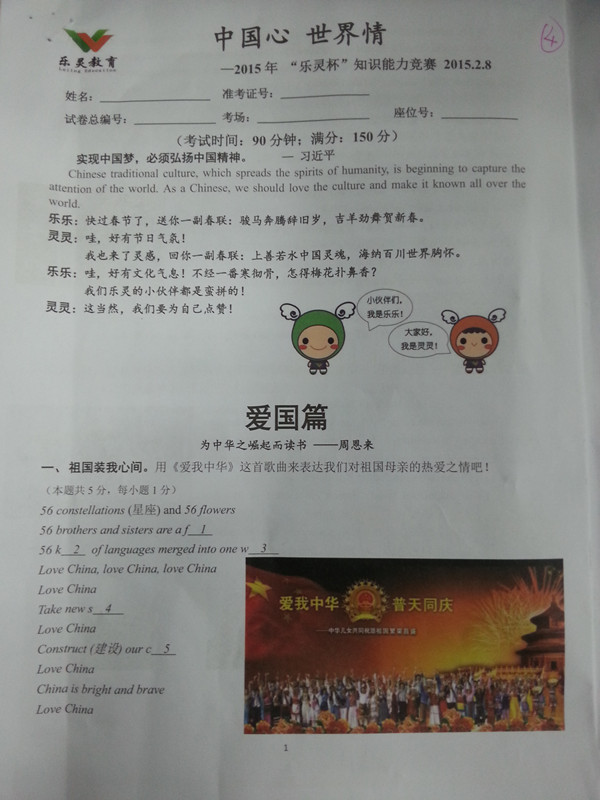 ④
乐灵教育
Leling Education
中国心 世界情
—2015 年 “乐灵杯”知识能力竞赛 2015.2.8
姓名： 准考证号：
试卷总编号： 考场： 座位号：
（考试时间：90 分钟；满分：150 分）
实现中国梦，必须弘扬中国精神。 — 习近平
Chinese traditional culture, which spreads the spirits of humanity, is beginning to capture the
attention of the world. As a Chinese, we should love the culture and make it known all over the
world.
乐乐：快过春节了，送你一副春联：骏马奔腾辞旧岁，吉羊劲舞贺新春。
灵灵：哇，好有节日气氛！
我也来了灵感，回你一副春联：上善若水中国灵魂，海纳百川世界胸怀。
乐乐：哇，好有文化气息！不经一番寒彻骨，怎得梅花扑鼻香？
我们乐灵的小伙伴都是蛮拼的！
灵灵：这当然，我们要为自己点赞！
小伙伴们，
我是乐乐！
大家好，
我是灵灵！
爱国篇
为中华之崛起而读书 ——周恩来
一、 祖国装我心间。用《爱我中华》这首歌曲来表达我们对祖国母亲的热爱之情吧！
（本题共 5 分，每小题 1 分）
56 constellations (星座) and 56 flowers
56 brothers and sisters are a f 1
56 k 2 of languages merged into one w 3
Love China, love China, love China
Love China
Take new s 4
Love China
Construct (建设) our c 5
Love China
China is bright and brave
Love China
爱我中华 普天同庆
1